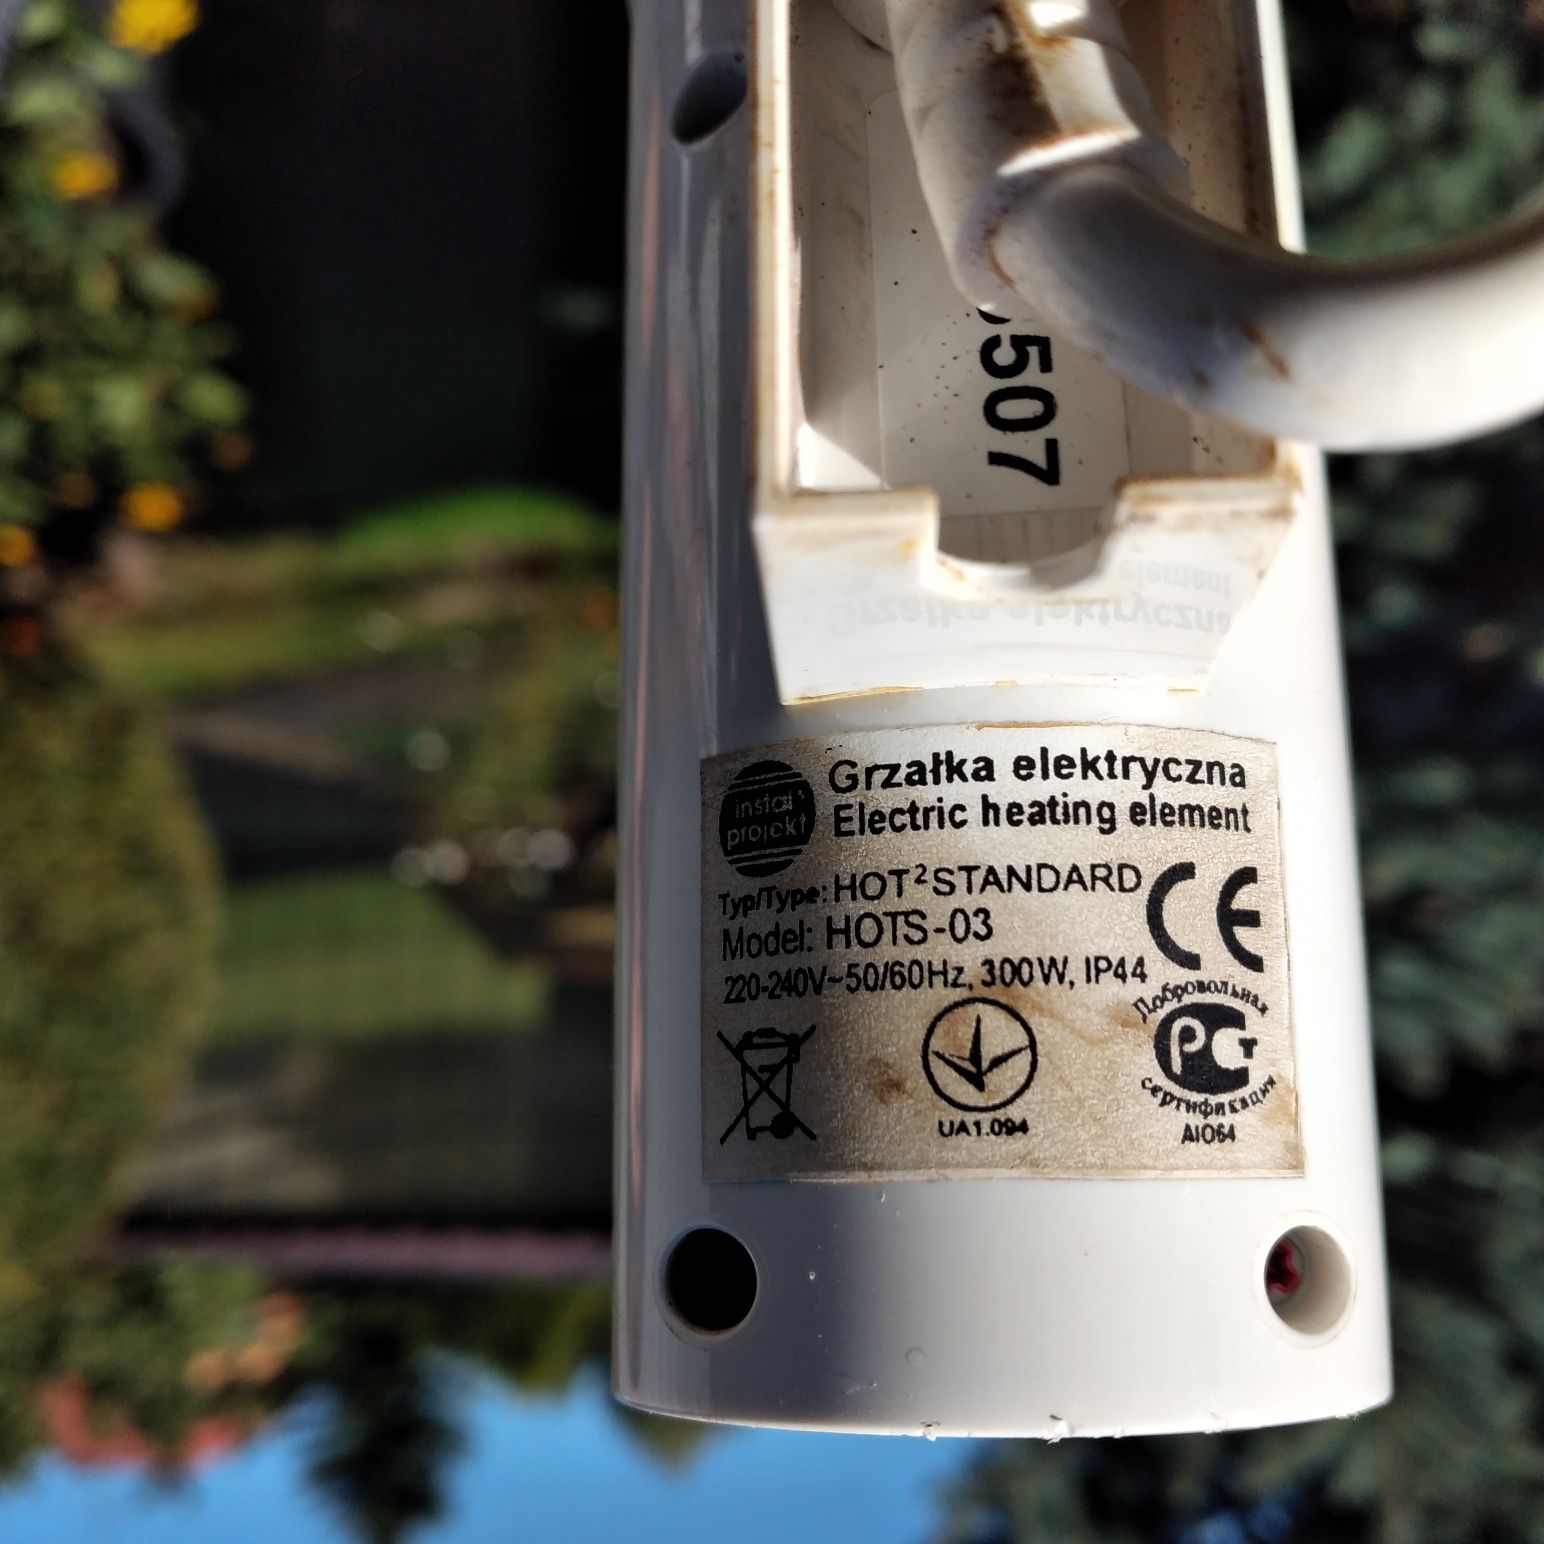 507
instal
projekt
Grzałka elektryczna
Electric heating element
Typ/Type: HOT²STANDARD
Model: HOTS-03
220-240V~50/60Hz, 300W, IP44
CE
UA1.094
Добровольная
РСТ
сертификация
АЮ64